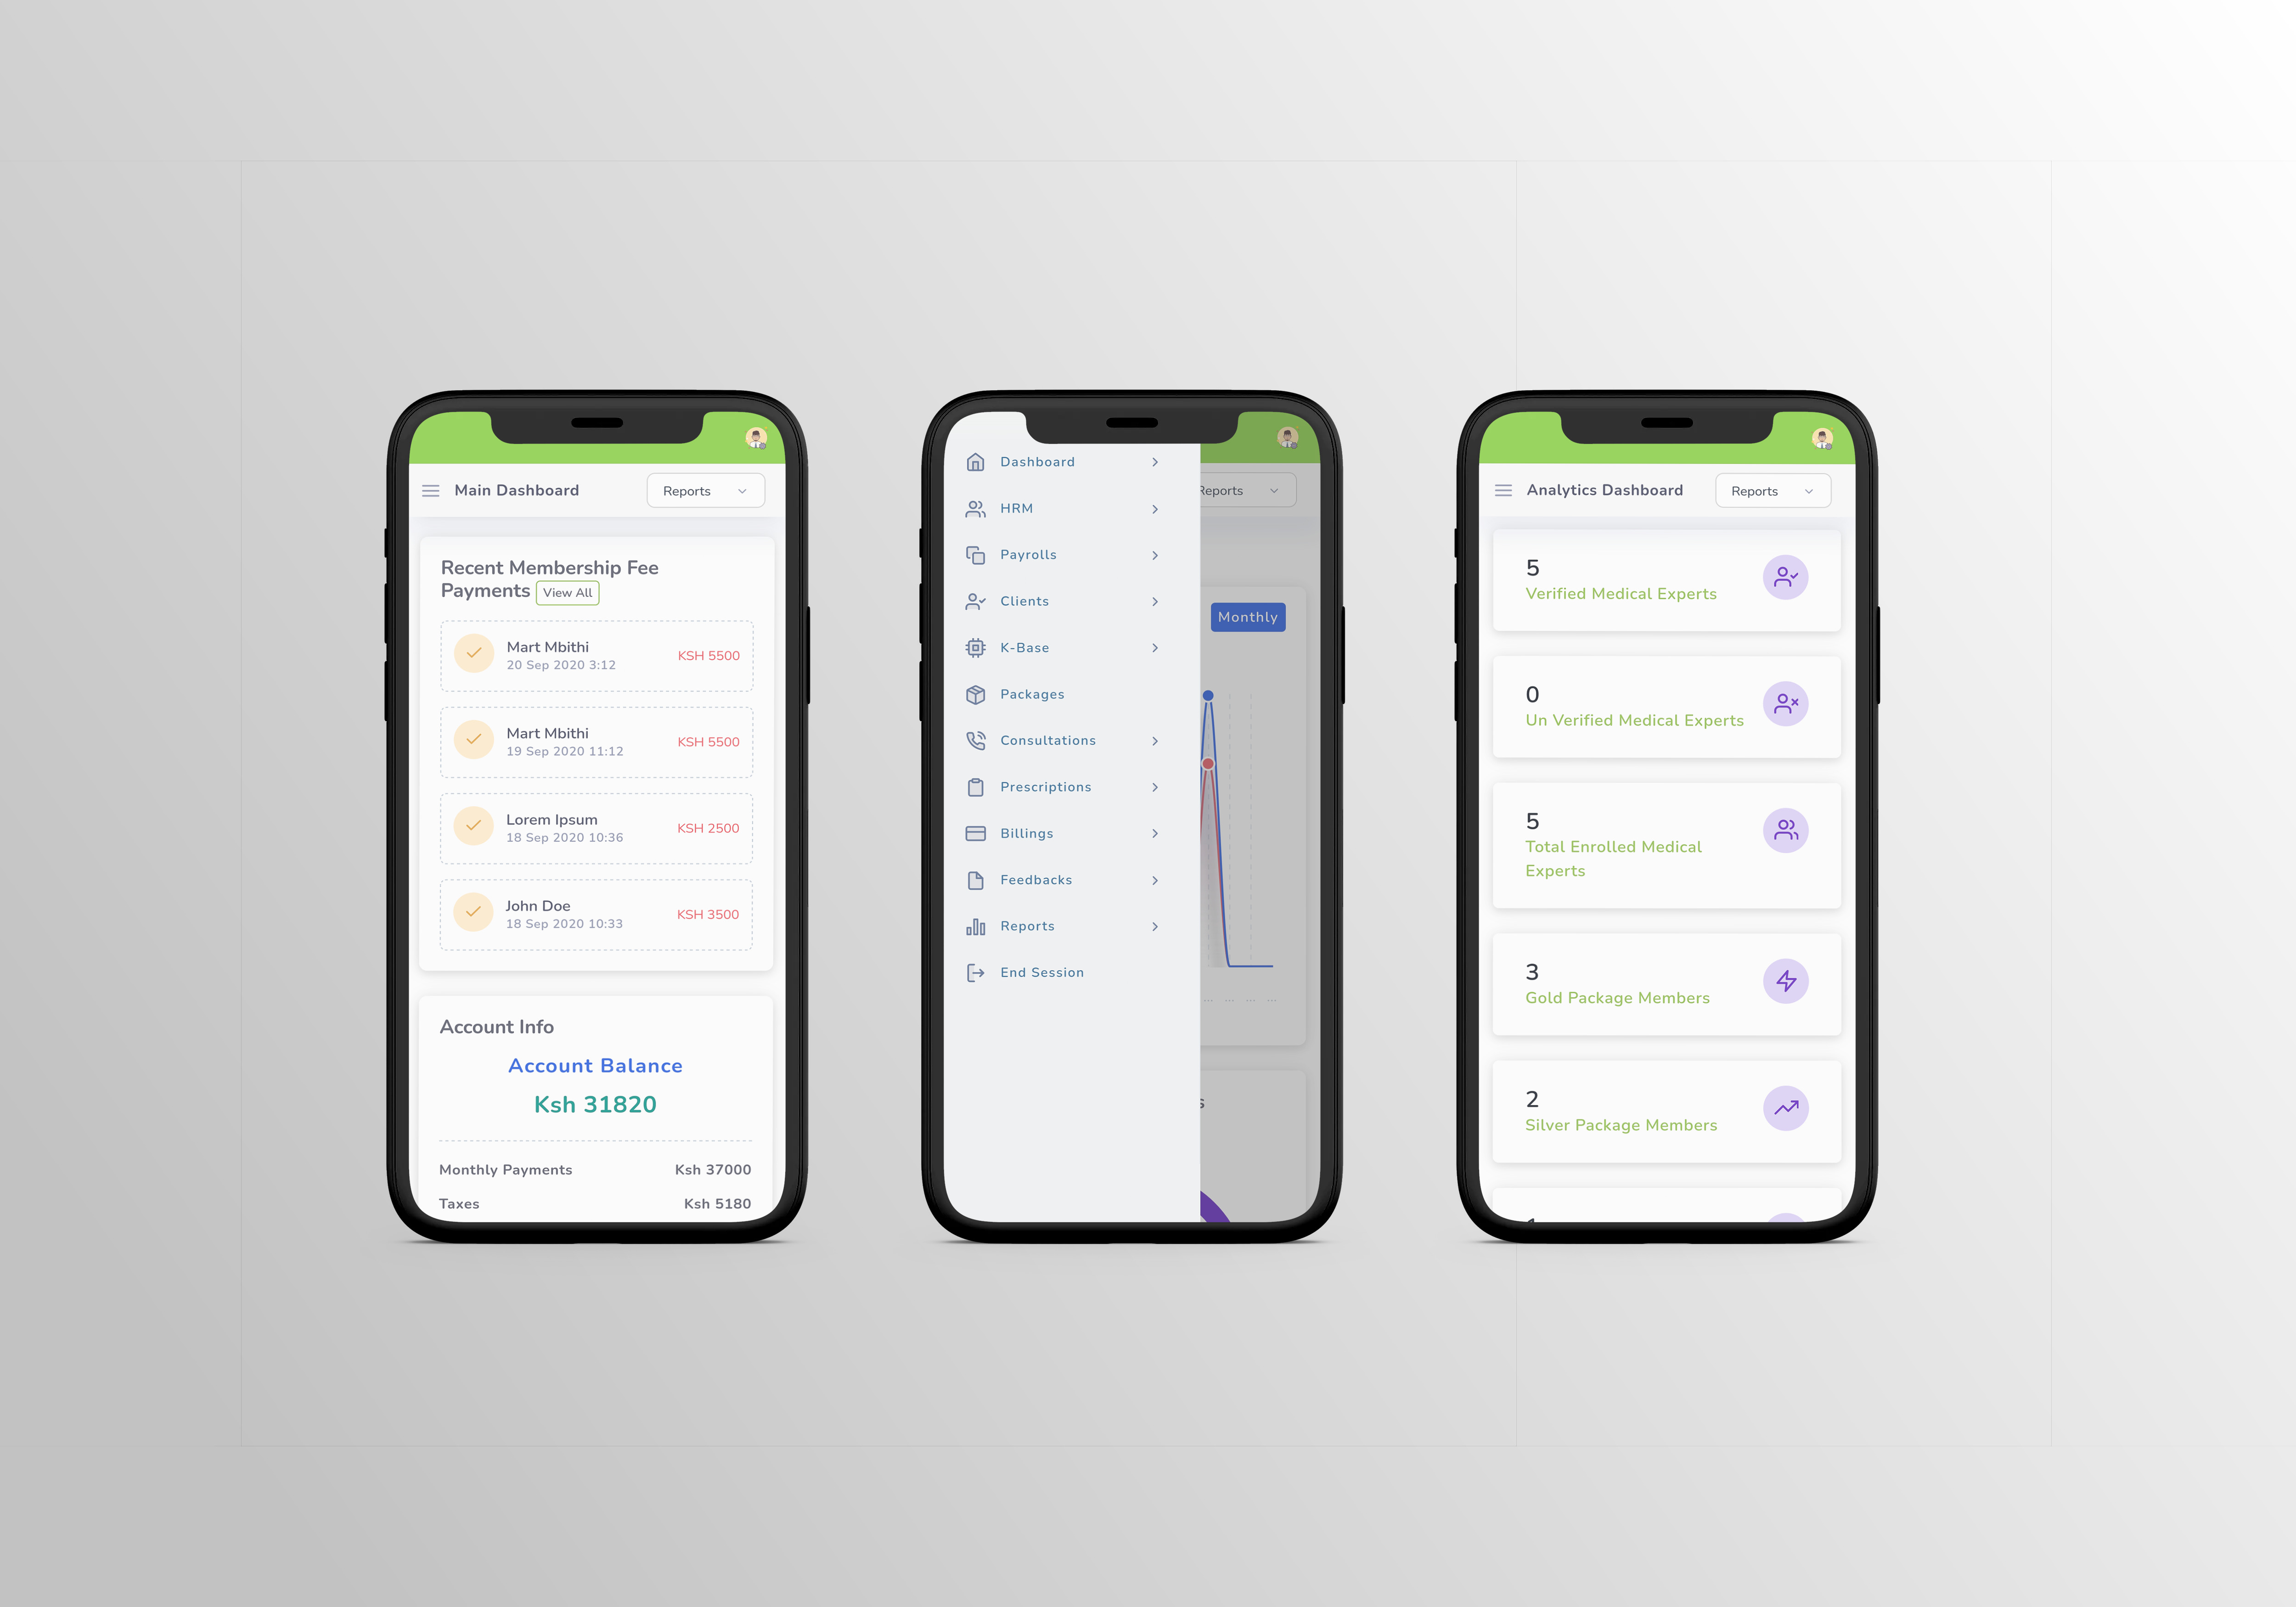 Main Dashboard
Reports
Recent Membership Fee
Payments View All
Mart Mbithi
20 Sep 2020 3:12
KSH 5500
Mart Mbithi
19 Sep 2020 11:12
KSH 5500
Lorem Ipsum
18 Sep 2020 10:36
KSH 2500
John Doe
18 Sep 2020 10:33
KSH 3500
Account Info
Account Balance
Ksh 31820
Monthly Payments Ksh 37000
Taxes Ksh 5180
Dashboard
HRM
Payrolls
Clients
K-Base
Packages
Consultations
Prescriptions
Billings
Feedbacks
Reports
End Session
Reports
Monthly
s
Analytics Dashboard
Reports
5
Verified Medical Experts
0
Un Verified Medical Experts
5
Total Enrolled Medical
Experts
3
Gold Package Members
2
Silver Package Members